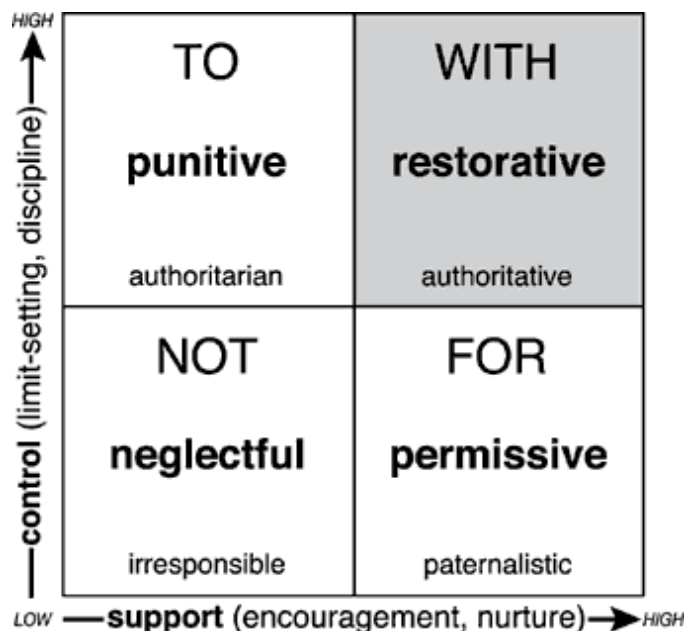 HIGH
TO
WITH
punitive
restorative
authoritarian
authoritative
NOT
FOR
neglectful
permissive
irresponsible
paternalistic
control (limit-setting, discipline)
LOW
support (encouragement, nurture)
HIGH